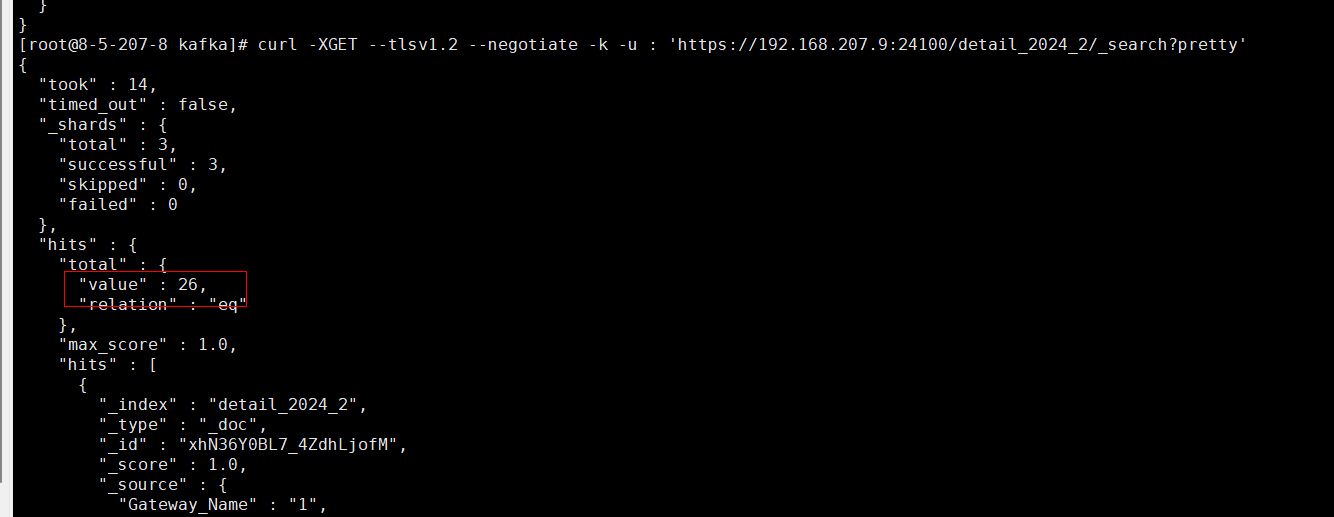 }
}
[root@8-5-207-8 kafka]# curl -XGET --tlsv1.2 --negotiate -k -u : 'https://192.168.207.9:24100/detail_2024_2/_search?pretty'
{
"took" : 14,
"timed_out" : false,
"_shards" : {
"total" : 3,
"successful" : 3,
"skipped" : 0,
"failed" : 0
},
"hits" : {
"total" : {
"value" : 26,
"relation" : "eq"
},
"max_score" : 1.0,
"hits" : [
{
"_index" : "detail_2024_2",
"_type" : "_doc",
"_id" : "xhN36Y0BL7_4ZdhLjofM",
"_score" : 1.0,
"_source" : {
"Gateway_Name" : "1",